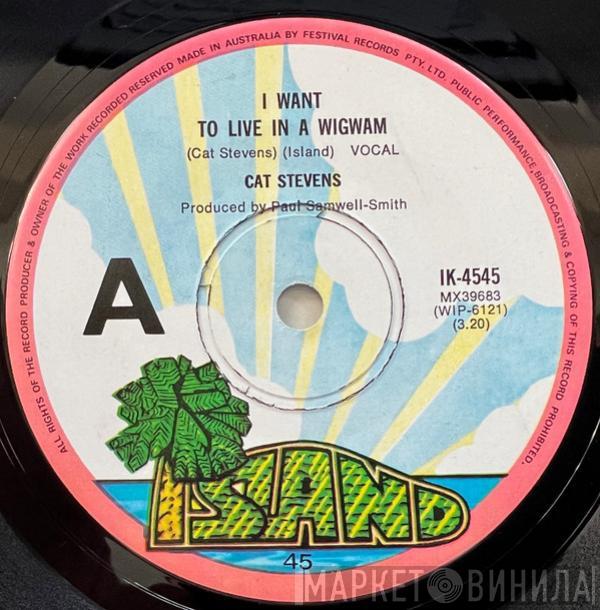 ALL RIGHTS OF THE RECORD PRODUCER & OWNER OF THE WORK RECORDED RESERVED MADE IN AUSTRALIA BY FESTIVAL RECORDS PTY. LTD. PUBLIC PERFORMANCE, BROADCASTING & COPYING OF THIS RECORD PROHIBITED.
I WANT
TO LIVE IN A WIGWAM
(Cat Stevens) (Island) VOCAL
CAT STEVENS
Produced by Paul Samwell-Smith
A
IK-4545
MX39683
(WIP-6121)
(3.20)
ISLAND
45
МАРКЕТ ВИНИЛА